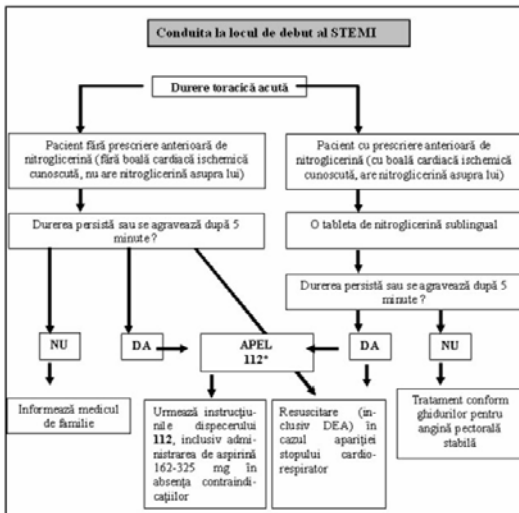 Conduita la locul de debut al STEMI
Durere toracică acută
Pacient fără prescriere anterioară de
nitroglicerină (fără boală cardiacă ischemică
cunoscută, nu are nitroglicerină asupra lui)
Pacient cu prescriere anterioară de
nitroglicerină (cu boală cardiacă ischemică
cunoscută, are nitroglicerină asupra lui)
Durerea persistă sau se agravează după 5
minute ?
O tableta de nitroglicerină sublingual
Durerea persistă sau se agravează după 5
minute ?
NU
DA
APEL
112*
DA
NU
Informează medicul
de familie
Urmează instrucțiu-
nile dispecerului
112, inclusiv adminis-
trarea de aspirină
162-325 mg în
absența contraindi-
cațiilor
Resuscitare (in-
clusiv DEA) în
cazul apariției
stopului cardio-
respirator
Tratament conform
ghidurilor pentru
angină pectorală
stabilă